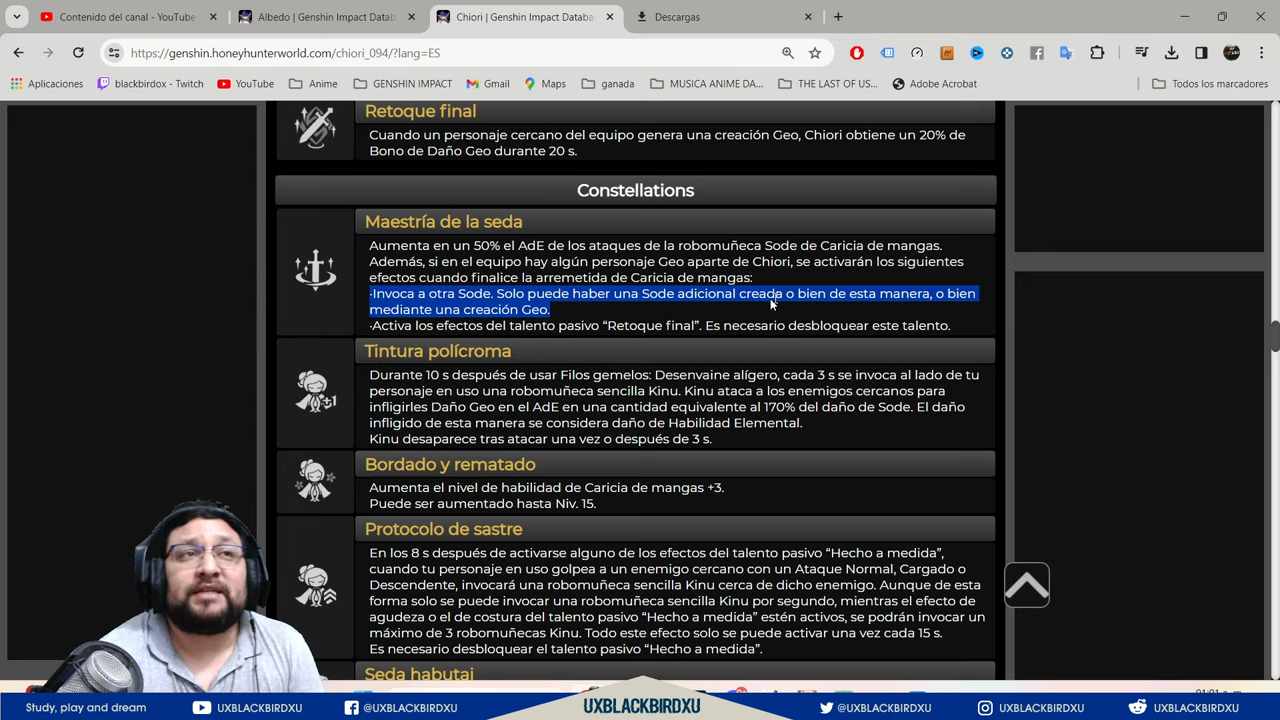 Contenido del canal - YouTube
Albedo | Genshin Impact Datab
Chiori | Genshin Impact Databa
Descargas
https://genshin.honeyhunterworld.com/chiori_094/?lang=ES
Aplicaciones
blackbirdox - Twitch
YouTube
Anime
GENSHIN IMPACT
Gmail
Maps
ganada
MUSICA ANIME DA...
THE LAST OF US...
Adobe Acrobat
Todos los marcadores
Retoque final
Cuando un personaje cercano del equipo genera una creación Geo, Chiori obtiene un 20% de
Bono de Daño Geo durante 20 s.
Constellations
Maestría de la seda
Aumenta en un 50% el AdE de los ataques de la robomuñeca Sode de Caricia de mangas.
Además, si en el equipo hay algún personaje Geo aparte de Chiori, se activarán los siguientes
efectos cuando finalice la arremetida de Caricia de mangas:
·Invoca a otra Sode. Solo puede haber una Sode adicional creada o bien de esta manera, o bien
mediante una creación Geo.
·Activa los efectos del talento pasivo “Retoque final”. Es necesario desbloquear este talento.
Tintura polícroma
Durante 10 s después de usar Filos gemelos: Desenvaine alígero, cada 3 s se invoca al lado de tu
personaje en uso una robomuñeca sencilla Kinu. Kinu ataca a los enemigos cercanos para
infligirles Daño Geo en el AdE en una cantidad equivalente al 170% del daño de Sode. El daño
infligido de esta manera se considera daño de Habilidad Elemental.
Kinu desaparece tras atacar una vez o después de 3 s.
+1
Bordado y rematado
Aumenta el nivel de habilidad de Caricia de mangas +3.
Puede ser aumentado hasta Niv. 15.
Protocolo de sastre
En los 8 s después de activarse alguno de los efectos del talento pasivo “Hecho a medida”,
cuando tu personaje en uso golpea a un enemigo cercano con un Ataque Normal, Cargado o
Descendente, invocará una robomuñeca sencilla Kinu cerca de dicho enemigo. Aunque de esta
forma solo se puede invocar una robomuñeca sencilla Kinu por segundo, mientras el efecto de
agudeza o el de costura del talento pasivo “Hecho a medida” estén activos, se podrán invocar un
máximo de 3 robomuñecas Kinu. Todo este efecto solo se puede activar una vez cada 15 s.
Es necesario desbloquear el talento pasivo “Hecho a medida”.
Seda habutai
Study, play and dream
UXBLACKBIRDXU
@UXBLACKBIRDXU
UXBLACKBIRDXU
@UXBLACKBIRDXU
UXBLACKBIRDXU
UXBLACKBIRDXU